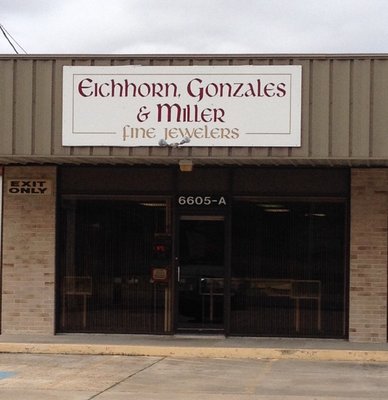 Eichhorn, Gonzales
& Miller
fine jewelers
EXIT
ONLY
6605-A